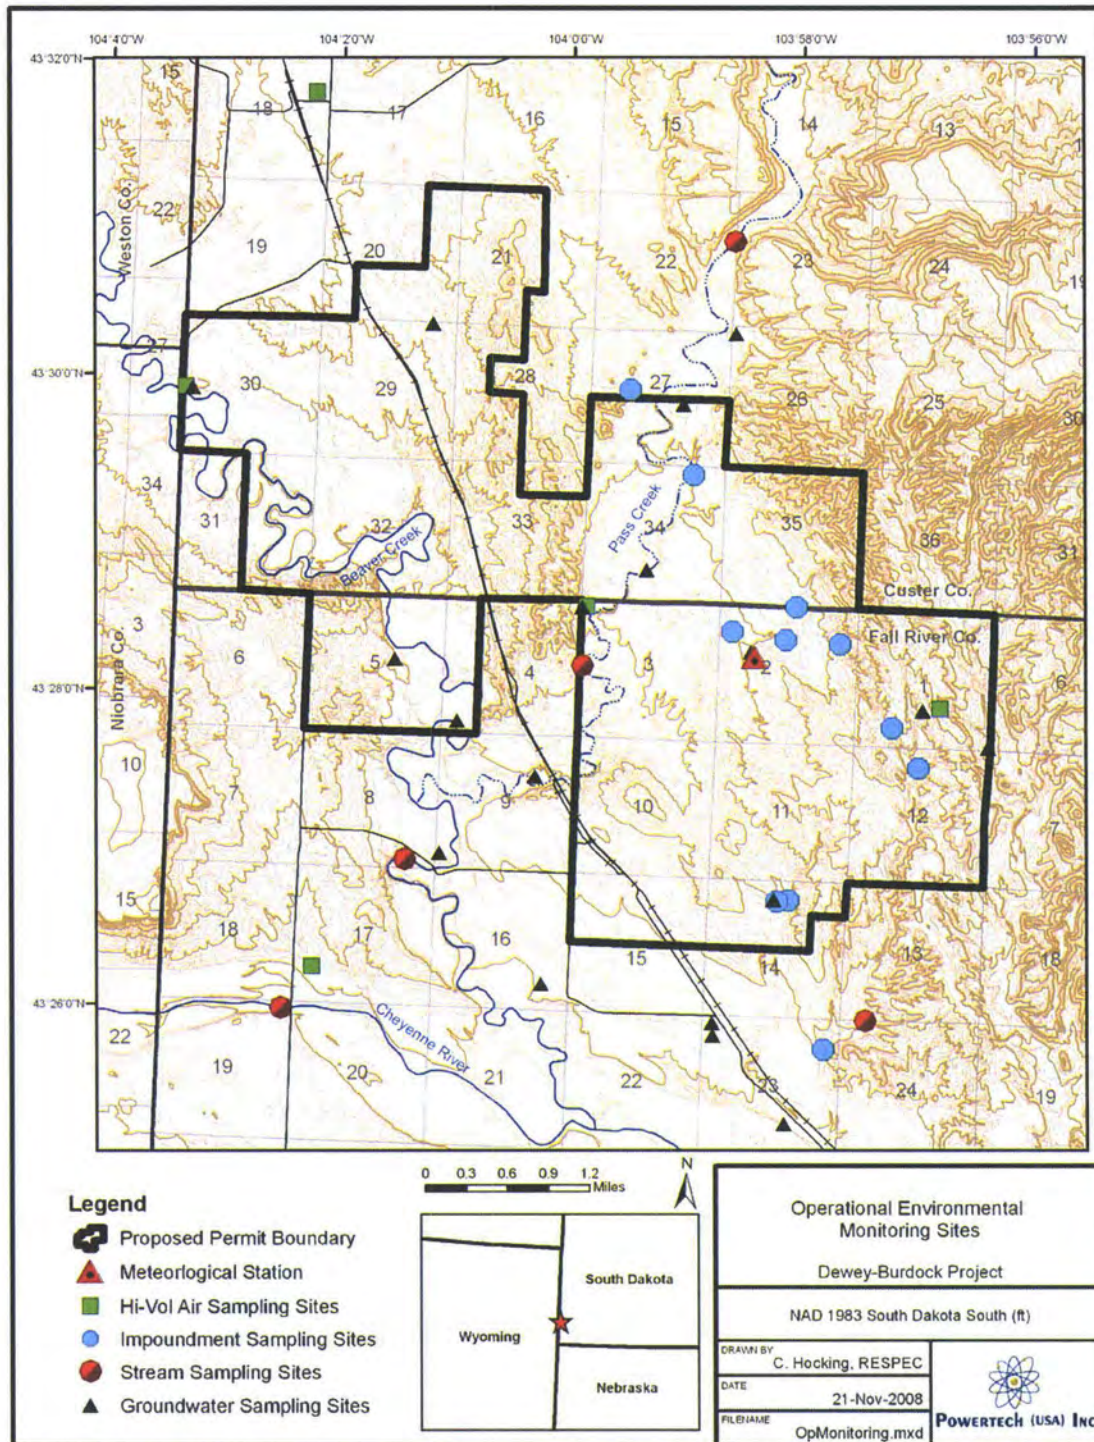 104°4'0"W 104°2'0"W 104°0'0"W 103°58'0"W 103°56'0"W
43°32'0"N
15
18
17
16
15
14
13
22
Weston Co.
19
20
21
22
23
24
19
43°30'0"N
27
30
29
28
27
26
25
30
34
31
32
33
34
35
36
31
Beaver Creek
Pass Creek
Custer Co.
Fall River Co.
3
6
5
4
3
2
1
6
43°28'0"N
Niobrara Co.
10
7
8
9
10
11
12
7
15
18
17
16
15
14
13
18
43°26'0"N
Cheyenne River
22
19
20
21
22
23
24
19
Legend
Proposed Permit Boundary
Meteorlogical Station
Hi-Vol Air Sampling Sites
Impoundment Sampling Sites
Stream Sampling Sites
Groundwater Sampling Sites
0 0.3 0.6 0.9 1.2
Miles
N
South Dakota
Wyoming
Nebraska
Operational Environmental
Monitoring Sites
Dewey-Burdock Project
NAD 1983 South Dakota South (ft)
DRAWN BY
C. Hocking, RESPEC
DATE
21-Nov-2008
FILENAME
OpMonitoring.mxd
POWERTECH (USA) INC